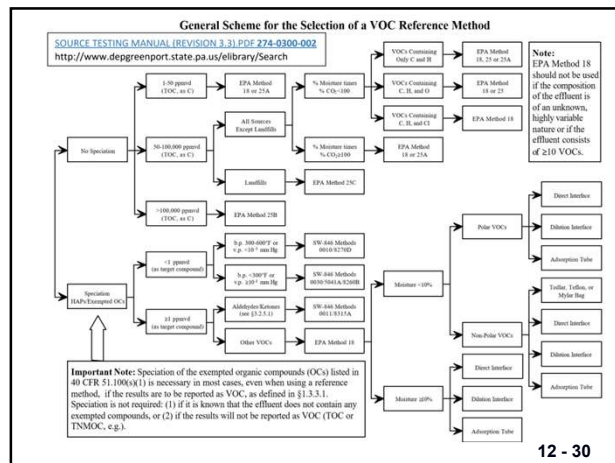 General Scheme for the Selection of a VOC Reference Method
SOURCE TESTING MANUAL (REVISION 3.3).PDF 274-0300-002
http://www.depgreenport.state.pa.us/elibrary/Search
1-50 ppmvd
(TOC, as C)
EPA Method
18 or 25A
% Moisture times
% CO₂<100
VOCs Containing
Only C and H
EPA Method
18, 25 or 25A
VOCs Containing
C, H, and O
EPA Method
18 or 25
VOCs Containing
C, H, and Cl
EPA Method 18
Note:
EPA Method 18
should not be used
if the composition
of the effluent is
of an unknown,
highly variable
nature or if the
effluent consists
of ≥10 VOCs.
No Speciation
50-100,000 ppmvd
(TOC, as C)
All Sources
Except Landfills
% Moisture times
% CO₂≥100
EPA Method
18 or 25A
Landfills
EPA Method 25C
>100,000 ppmvd
(TOC, as C)
EPA Method 25B
Speciation
HAPs/Exempted OCs
<1 ppmvd
(as target compound)
b.p. 300-600°F or
mm Hg
SW-846 Methods
0010/8270D
b.p. <300°F or
mm Hg
SW-846 Methods
0030/5041A/8260B
≥1 ppmvd
(as target compound)
Aldehydes/Ketones
(see §3.2.5.1)
SW-846 Methods
0011/8315A
Other VOCs
EPA Method 18
Moisture <10%
Polar VOCs
Direct Interface
Dilution Interface
Adsorption Tube
Non-Polar VOCs
Tedlar, Teflon, or
Mylar Bag
Direct Interface
Dilution Interface
Adsorption Tube
Moisture ≥10%
Direct Interface
Dilution Interface
Adsorption Tube
Important Note: Speciation of the exempted organic compounds (OCs) listed in
40 CFR 51.100(s)(1) is necessary in most cases, even when using a reference
method, if the results are to be reported as VOC, as defined in §1.3.3.1.
Speciation is not required: (1) if it is known that the effluent does not contain any
exempted compounds, or (2) if the results will not be reported as VOC (TOC or
TNMOC, e.g.).
12 - 30